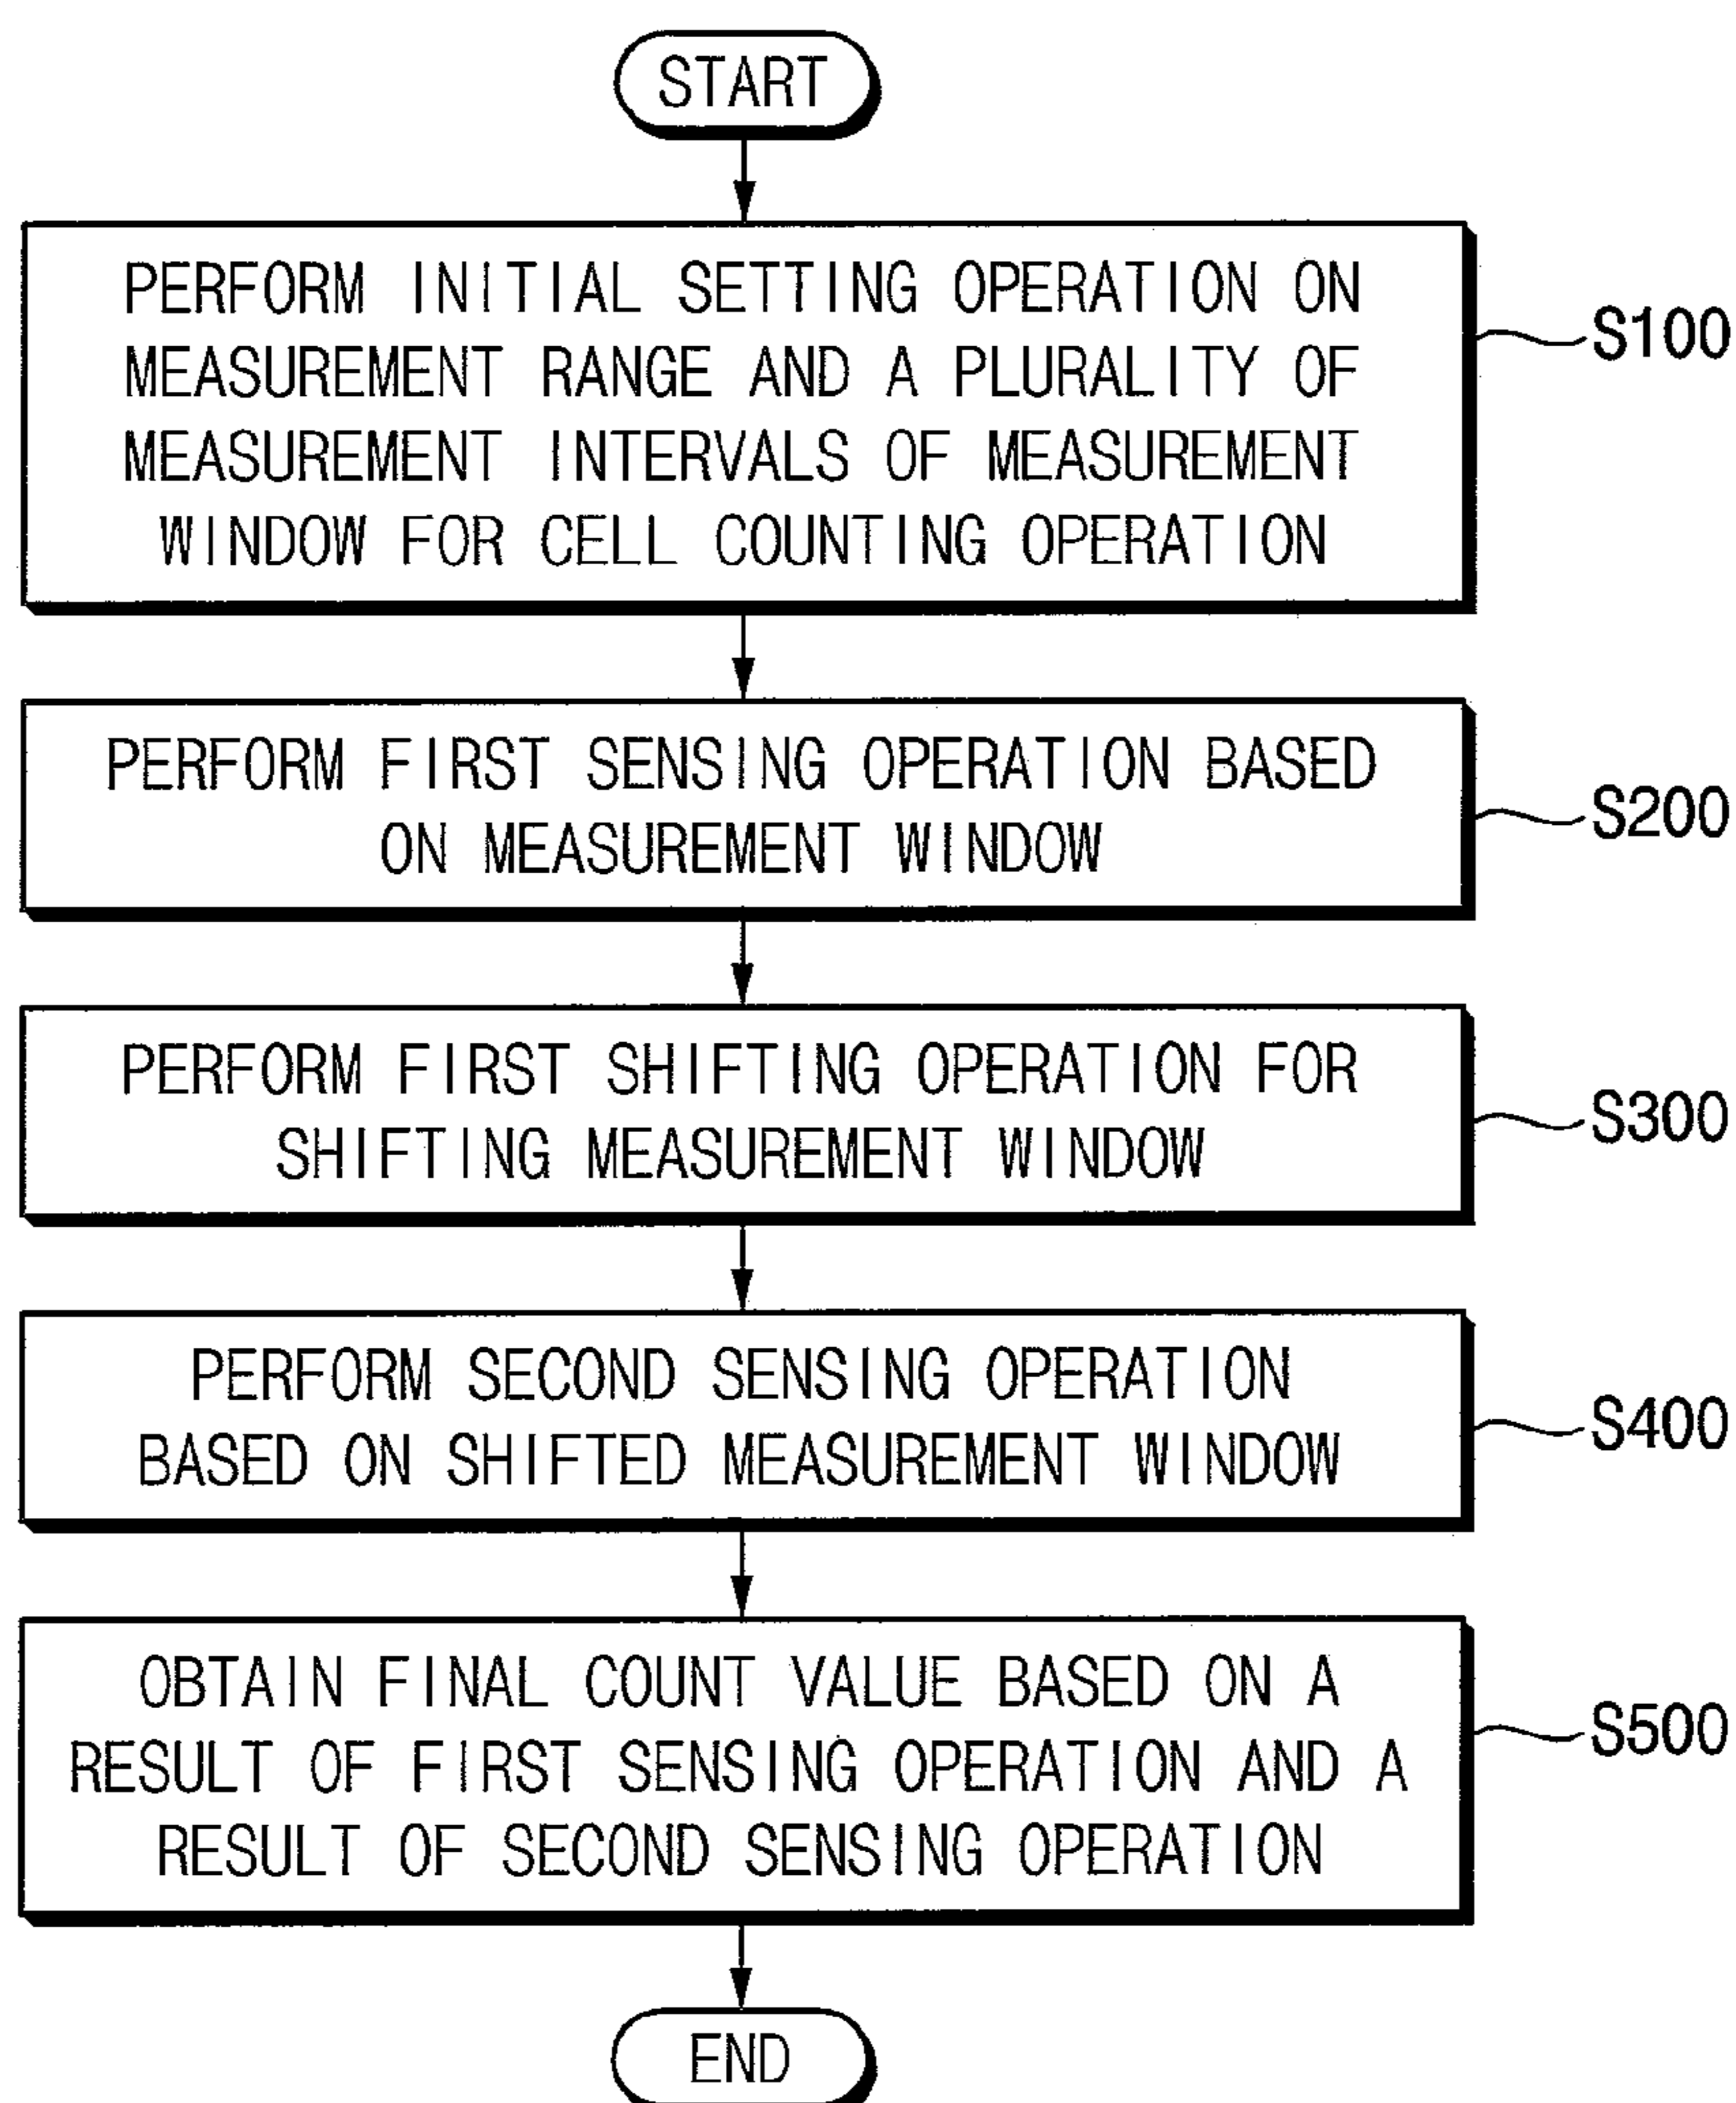 START
PERFORM INITIAL SETTING OPERATION ON
MEASUREMENT RANGE AND A PLURALITY OF
MEASUREMENT INTERVALS OF MEASUREMENT
WINDOW FOR CELL COUNTING OPERATION
S100
PERFORM FIRST SENSING OPERATION BASED
ON MEASUREMENT WINDOW
S200
PERFORM FIRST SHIFTING OPERATION FOR
SHIFTING MEASUREMENT WINDOW
S300
PERFORM SECOND SENSING OPERATION
BASED ON SHIFTED MEASUREMENT WINDOW
S400
OBTAIN FINAL COUNT VALUE BASED ON A
RESULT OF FIRST SENSING OPERATION AND A
RESULT OF SECOND SENSING OPERATION
S500
END